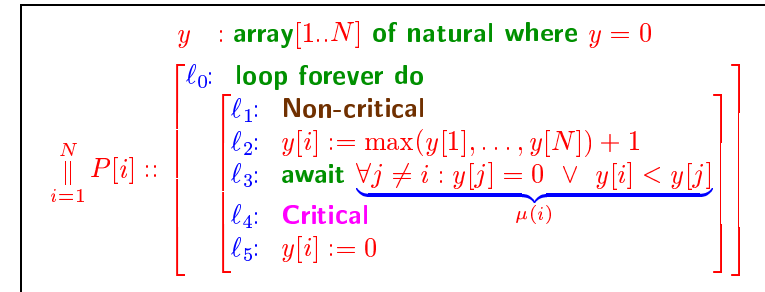 y : array[1..N] of natural where y = 0
N
∥ P[i] ::
i=1
ℓ₀: loop forever do
ℓ₁: Non-critical
ℓ₂: y[i] := max(y[1], . . . , y[N]) + 1
ℓ₃: await ∀j ≠ i : y[j] = 0 ∨ y[i] < y[j]
μ(i)
ℓ₄: Critical
ℓ₅: y[i] := 0